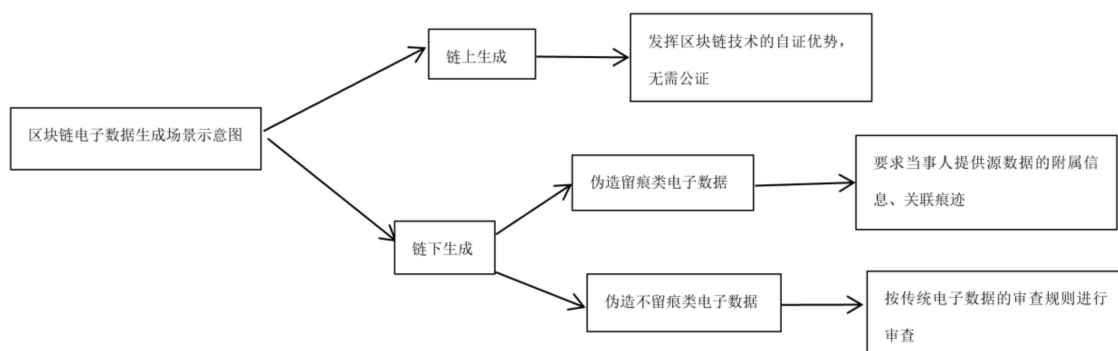 区块链电子数据生成场景示意图
链上生成
发挥区块链技术的自证优势，
无需公证
链下生成
伪造留痕类电子数据
要求当事人提供源数据的附属信
息、关联痕迹
伪造不留痕类电子数据
按传统电子数据的审查规则进行
审查